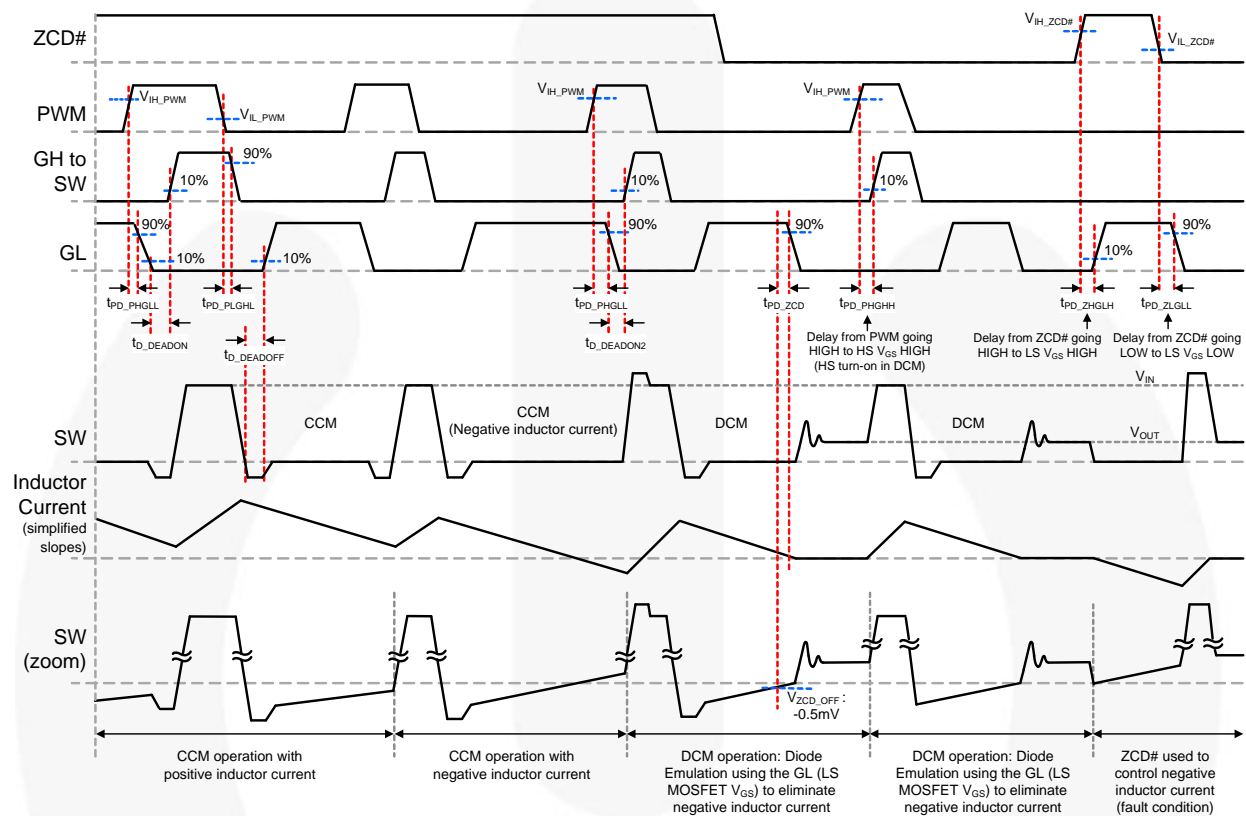 ZCD#
V_IH_ZCD#
V_IL_ZCD#
PWM
V_IH_PWM
V_IL_PWM
V_IH_PWM
V_IH_PWM
GH to
SW
90%
10%
10%
10%
GL
90%
10%
10%
90%
90%
10%
90%
t_PD_PHGLL
t_PD_PLGHL
t_PD_PHGLL
t_PD_ZCD
t_PD_PHGHH
t_PD_ZHGLH
t_PD_ZLGLL
t_D_DEADON
t_D_DEADOFF
t_D_DEADON2
Delay from PWM going
HIGH to HS V_GS HIGH
(HS turn-on in DCM)
Delay from ZCD# going
HIGH to LS V_GS HIGH
Delay from ZCD# going
LOW to LS V_GS LOW
V_IN
SW
CCM
CCM
(Negative inductor current)
DCM
DCM
V_OUT
Inductor
Current
(simplified
slopes)
SW
(zoom)
V_ZCD_OFF :
-0.5mV
CCM operation with
positive inductor current
CCM operation with
negative inductor current
DCM operation: Diode
Emulation using the GL (LS
MOSFET V_GS) to eliminate
negative inductor current
DCM operation: Diode
Emulation using the GL (LS
MOSFET V_GS) to eliminate
negative inductor current
ZCD# used to
control negative
inductor current
(fault condition)